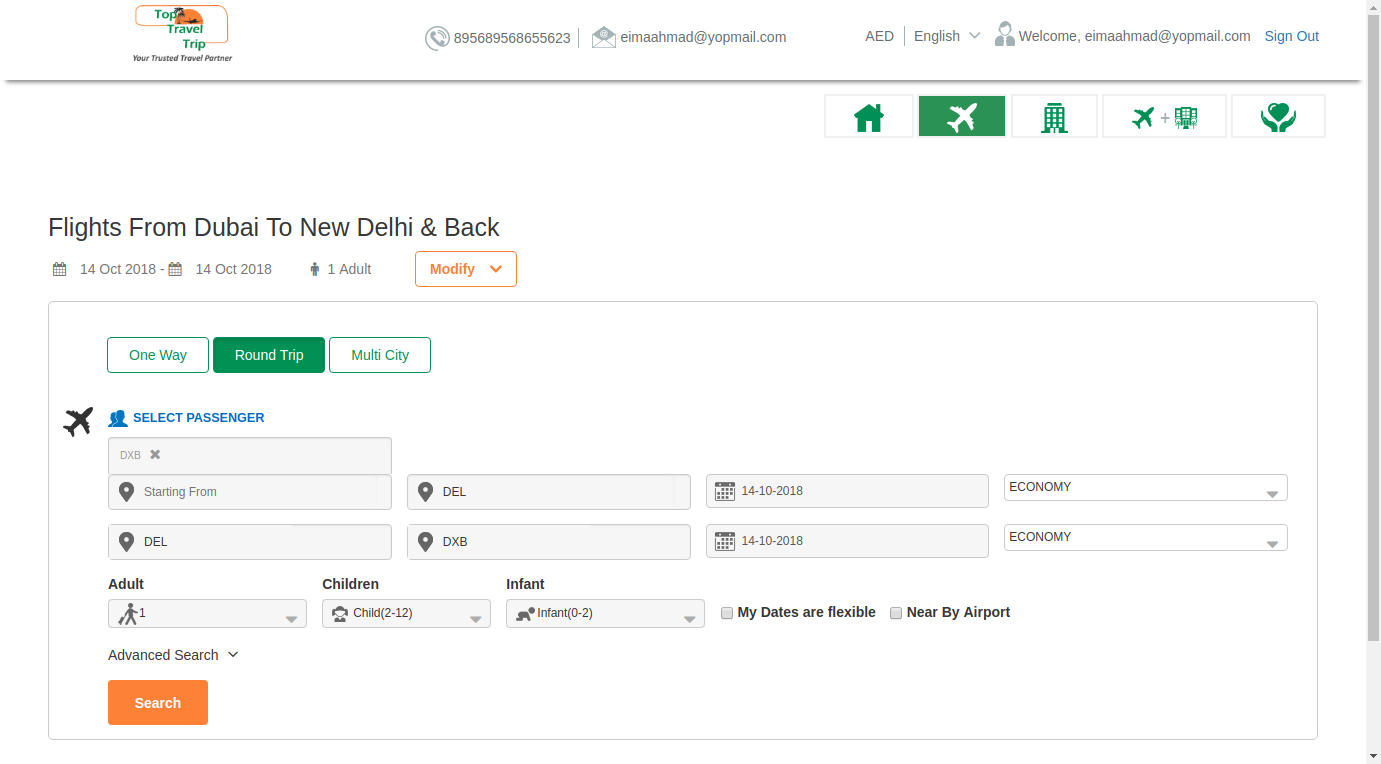 Top
Travel
Trip
Your Trusted Travel Partner
895689568655623
eimaahmad@yopmail.com
AED
English
Welcome, eimaahmad@yopmail.com
Sign Out
+
Flights From Dubai To New Delhi & Back
14 Oct 2018 - 14 Oct 2018
1 Adult
Modify
One Way
Round Trip
Multi City
SELECT PASSENGER
DXB
Starting From
DEL
14-10-2018
ECONOMY
DEL
DXB
14-10-2018
ECONOMY
Adult
Children
Infant
1
Child(2-12)
Infant(0-2)
My Dates are flexible
Near By Airport
Advanced Search
Search